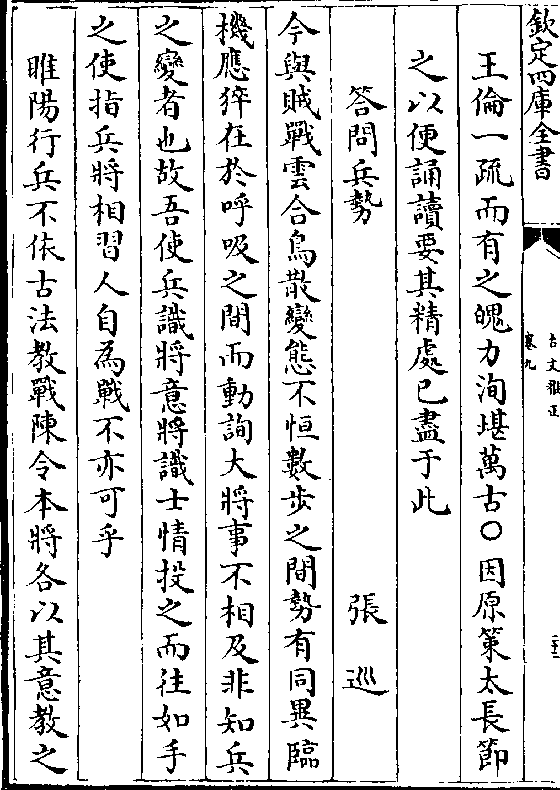 欽定四庫全書
古文雅正
卷九
王倫一疏而有之魄力洵堪萬古○因原策太長節
之以便誦讀要其精處已盡于此
答問兵勢 張巡
今與賊戰雲合鳥散變態不恒數步之間勢有同異臨
機應猝在於呼吸之間而動詢大將事不相及非知兵
之變者也故吾使兵識將意將識士情投之而往如手
之使指兵將相習人自為戰不亦可乎
睢陽行兵不依古法教戰陳令本將各以其意教之